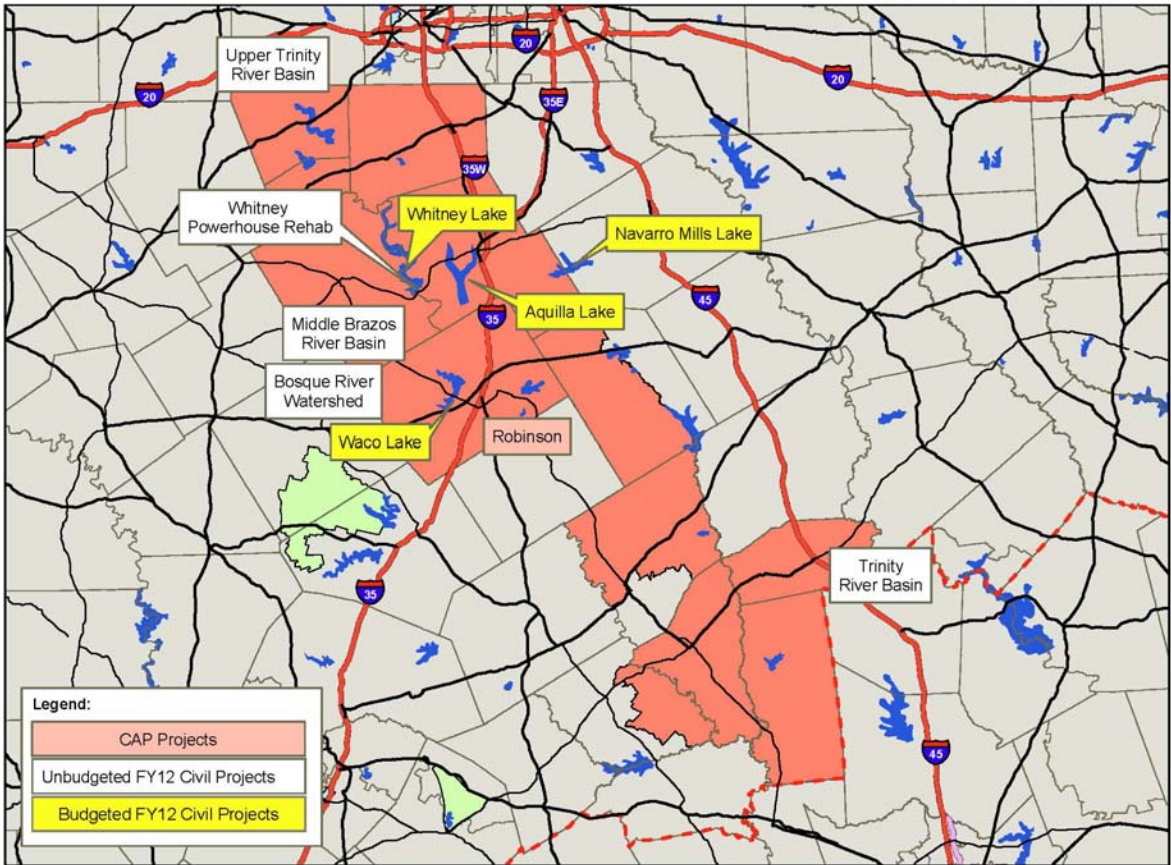 Upper Trinity
River Basin
20
20
20
35E
35W
Whitney
Powerhouse Rehab
Whitney Lake
Navarro Mills Lake
Aquilla Lake
45
35
Middle Brazos
River Basin
Bosque River
Watershed
Waco Lake
Robinson
Trinity
River Basin
35
45
Legend:
CAP Projects
Unbudgeted FY12 Civil Projects
Budgeted FY12 Civil Projects